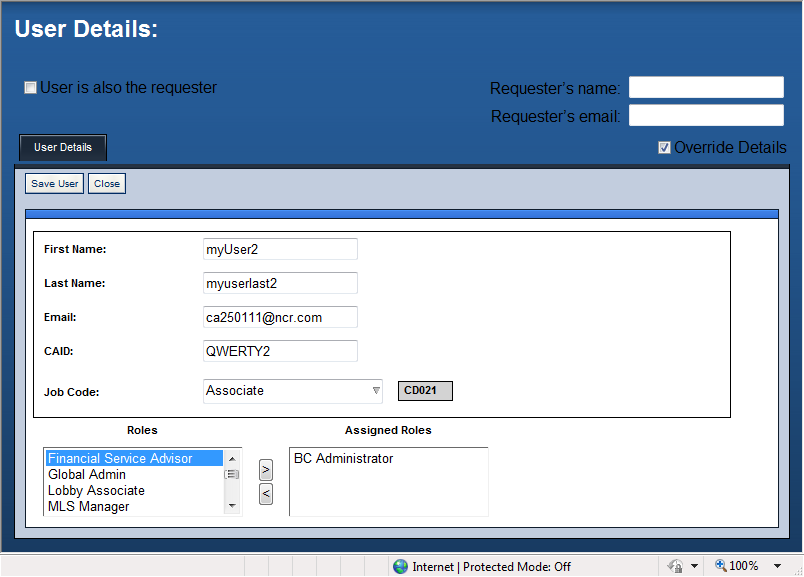 User Details:
User is also the requester
Requester's name:
Requester's email:
User Details
Override Details
Save User
Close
First Name: myUser2
Last Name: myuserlast2
Email: ca250111@ncr.com
CAID: QWERTY2
Job Code: Associate CD021
Roles
Assigned Roles
Financial Service Advisor
Global Admin
Lobby Associate
MLS Manager
>
<
BC Administrator
Internet | Protected Mode: Off
100%